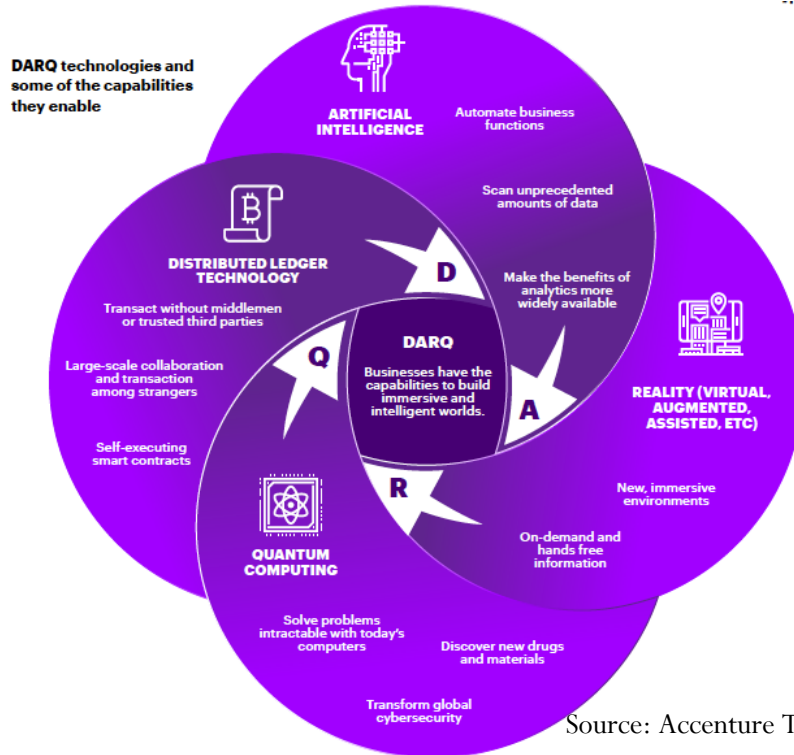 DARQ technologies and
some of the capabilities
they enable
ARTIFICIAL
INTELLIGENCE
Automate business
functions
Scan unprecedented
amounts of data
Make the benefits of
analytics more
widely available
DISTRIBUTED LEDGER
TECHNOLOGY
Transact without middlemen
or trusted third parties
Large-scale collaboration
and transaction
among strangers
Self-executing
smart contracts
D
Q
A
R
DARQ
Businesses have the
capabilities to build
immersive and
intelligent worlds.
REALITY (VIRTUAL,
AUGMENTED,
ASSISTED, ETC)
New, immersive
environments
On-demand and
hands free
information
QUANTUM
COMPUTING
Solve problems
intractable with today's
computers
Discover new drugs
and materials
Transform global
cybersecurity
Source: Accenture T